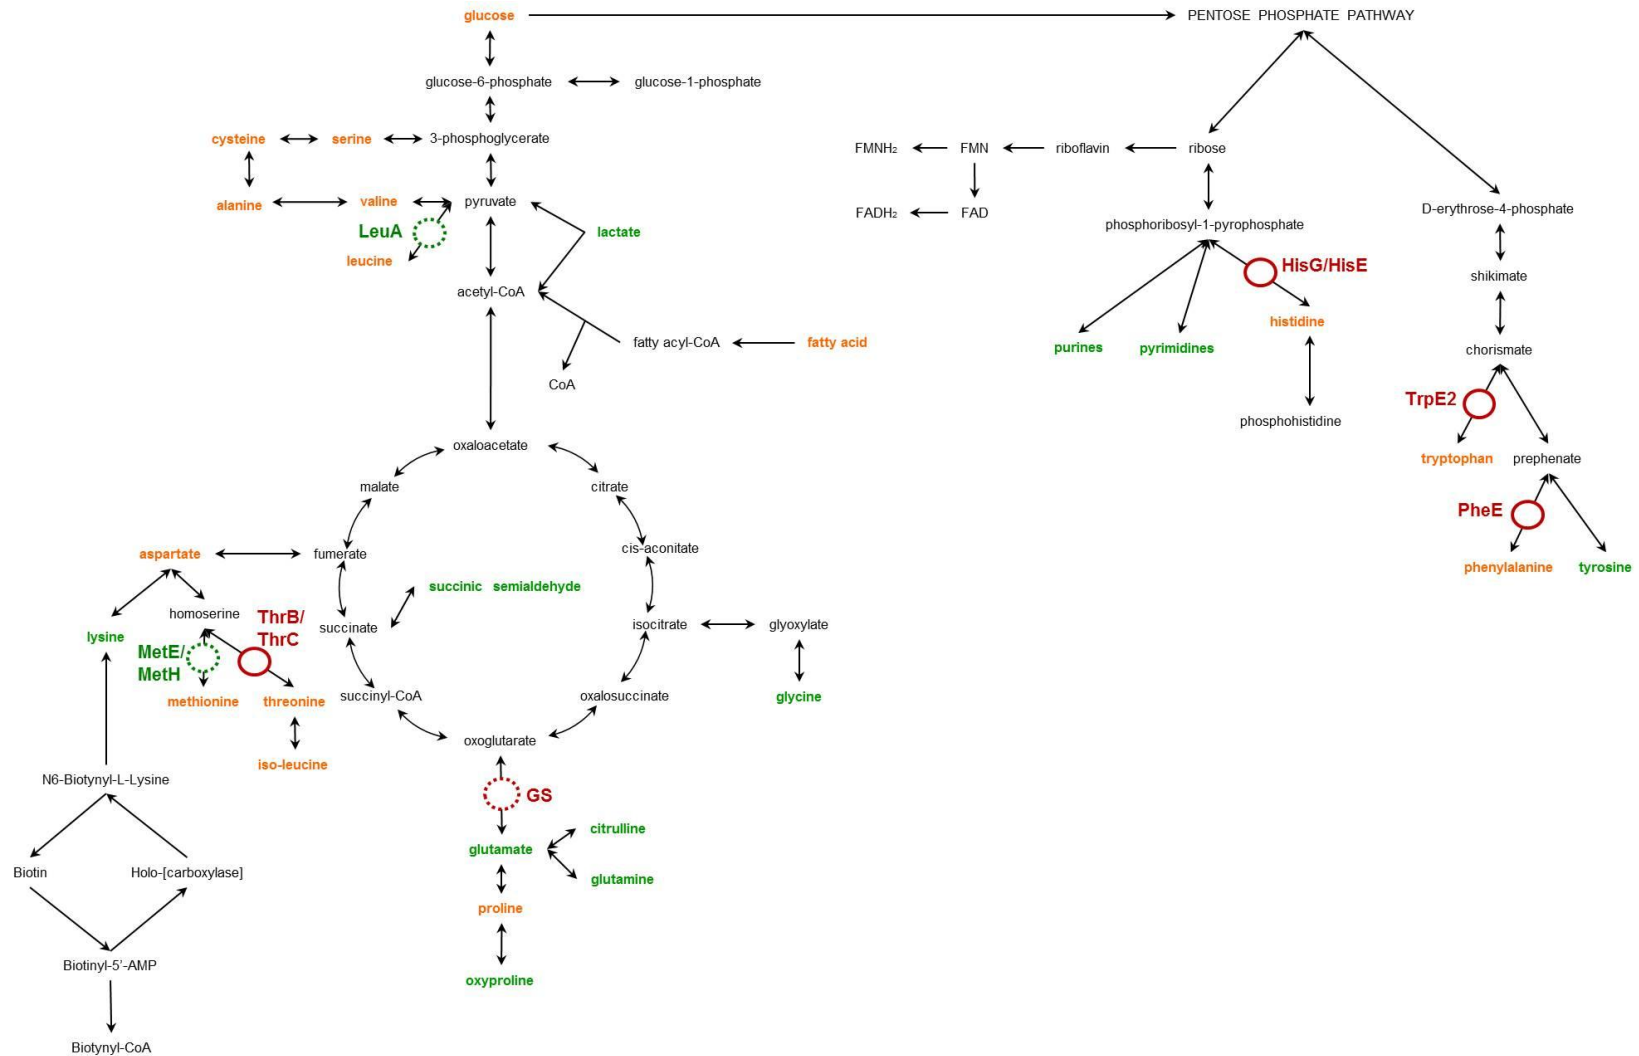 glucose
PENTOSE PHOSPHATE PATHWAY
glucose-6-phosphate
glucose-1-phosphate
cysteine
serine
3-phosphoglycerate
FMNH₂
FMN
riboflavin
ribose
alanine
valine
pyruvate
FADH₂
FAD
D-erythrose-4-phosphate
LeuA
lactate
phosphoribosyl-1-pyrophosphate
leucine
HisG/HisE
shikimate
acetyl-CoA
histidine
fatty acyl-CoA
fatty acid
purines
pyrimidines
chorismate
CoA
TrpE2
phosphohistidine
oxaloacetate
tryptophan
prephenate
malate
citrate
PheE
aspartate
fumerate
cis-aconitate
phenylalanine
tyrosine
succinic semialdehyde
homoserine
ThrB/
ThrC
lysine
succinate
isocitrate
glyoxylate
MetE/
MetH
methionine
threonine
succinyl-CoA
oxalosuccinate
glycine
oxoglutarate
iso-leucine
N6-Biotynyl-L-Lysine
GS
citrulline
glutamate
Biotin
Holo-[carboxylase]
glutamine
proline
Biotinyl-5'-AMP
oxyproline
Biotynyl-CoA